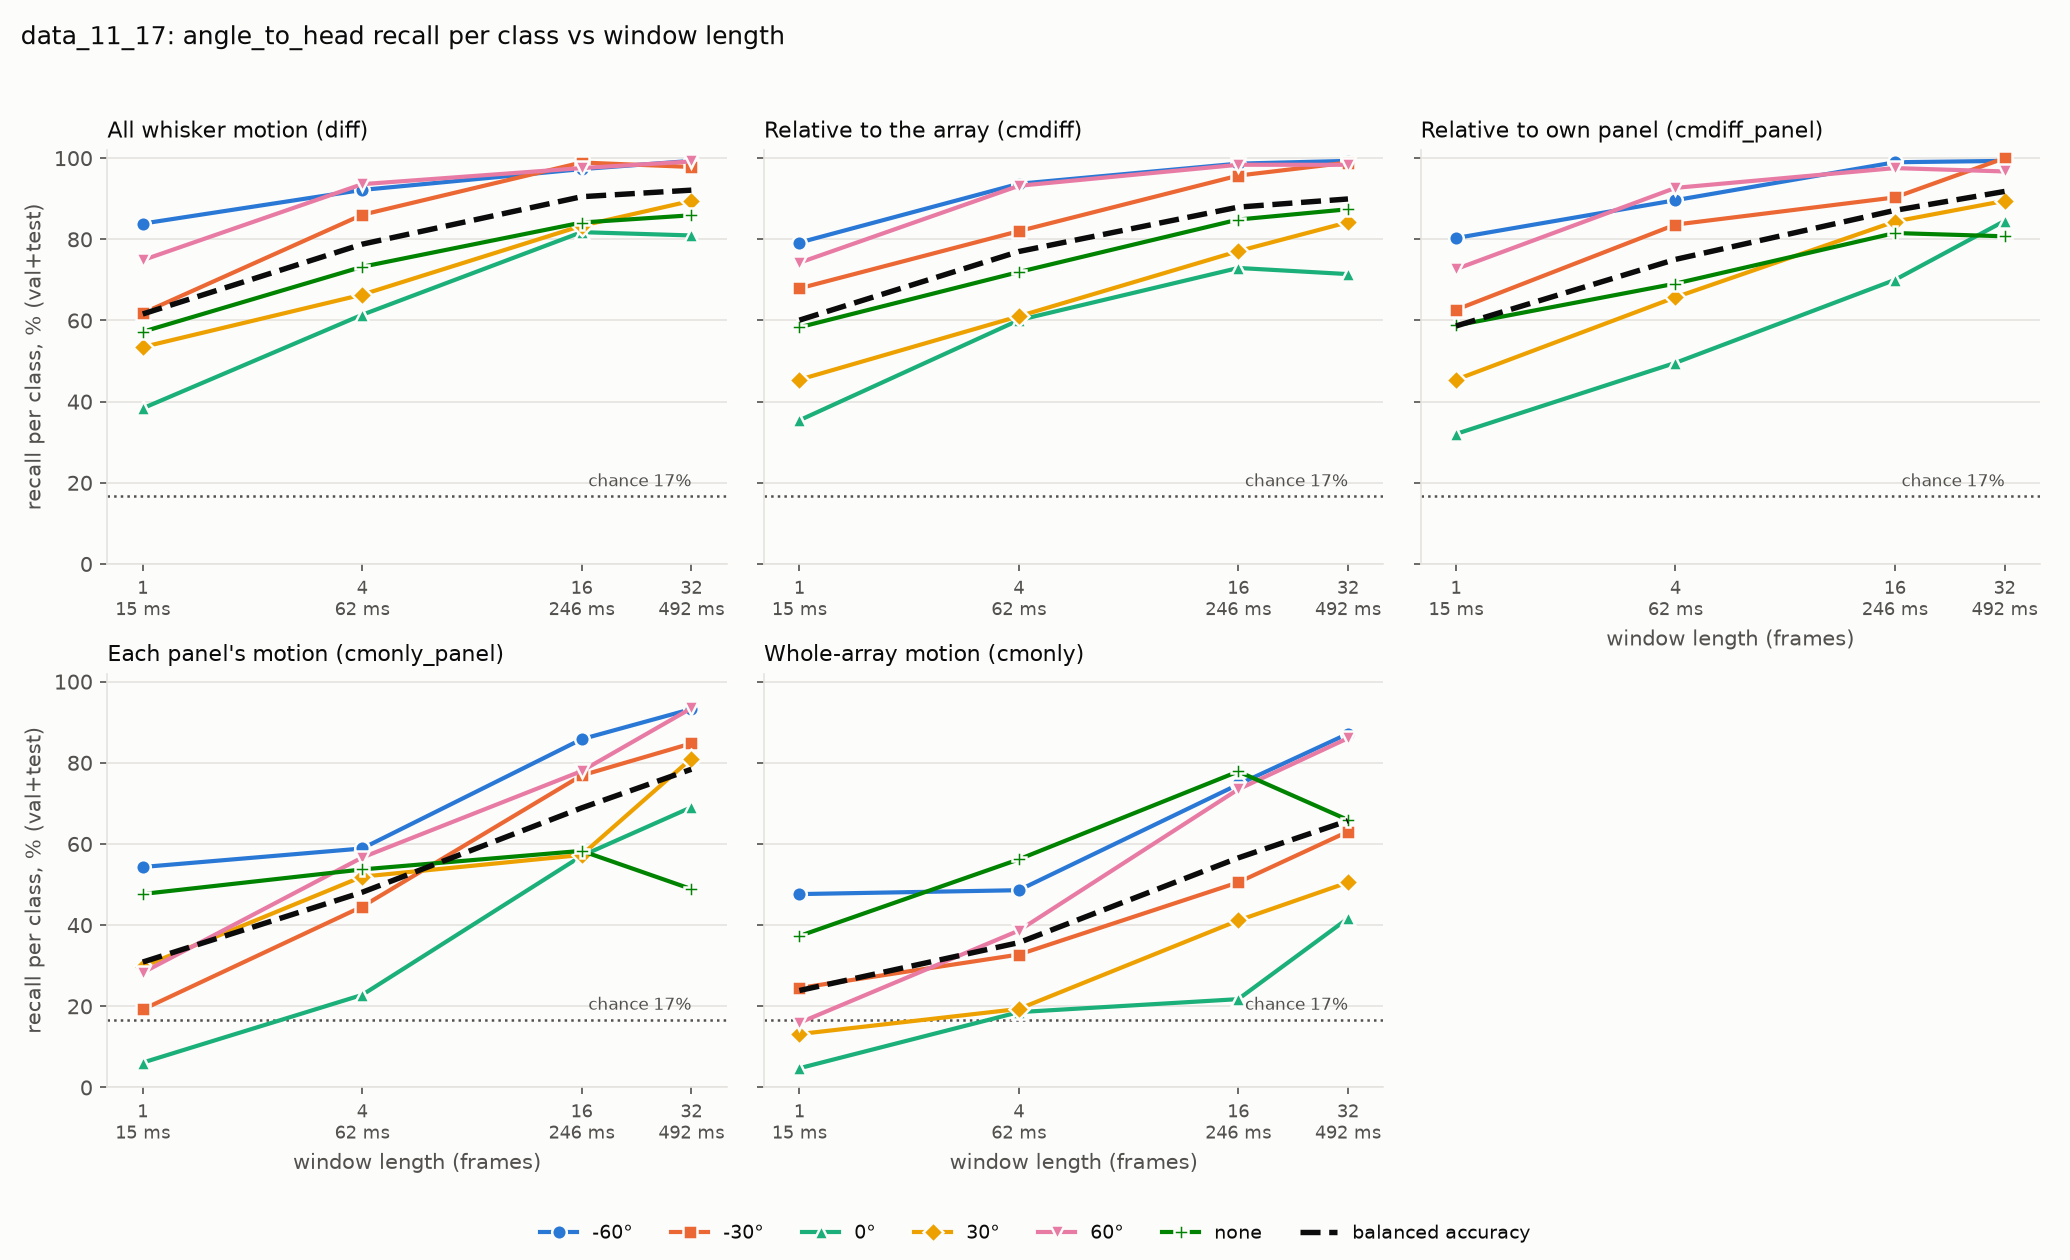 data_11_17: angle_to_head recall per class vs window length
All whisker motion (diff)
Relative to the array (cmdiff)
Relative to own panel (cmdiff_panel)
recall per class, % (val+test)
100
80
60
40
20
0
chance 17%
chance 17%
chance 17%
1
15 ms
4
62 ms
16
246 ms
32
492 ms
1
15 ms
4
62 ms
16
246 ms
32
492 ms
1
15 ms
4
62 ms
16
246 ms
32
492 ms
window length (frames)
Each panel's motion (cmonly_panel)
Whole-array motion (cmonly)
recall per class, % (val+test)
100
80
60
40
20
0
chance 17%
chance 17%
1
15 ms
4
62 ms
16
246 ms
32
492 ms
1
15 ms
4
62 ms
16
246 ms
32
492 ms
window length (frames)
window length (frames)
-60°
-30°
0°
30°
60°
none
balanced accuracy